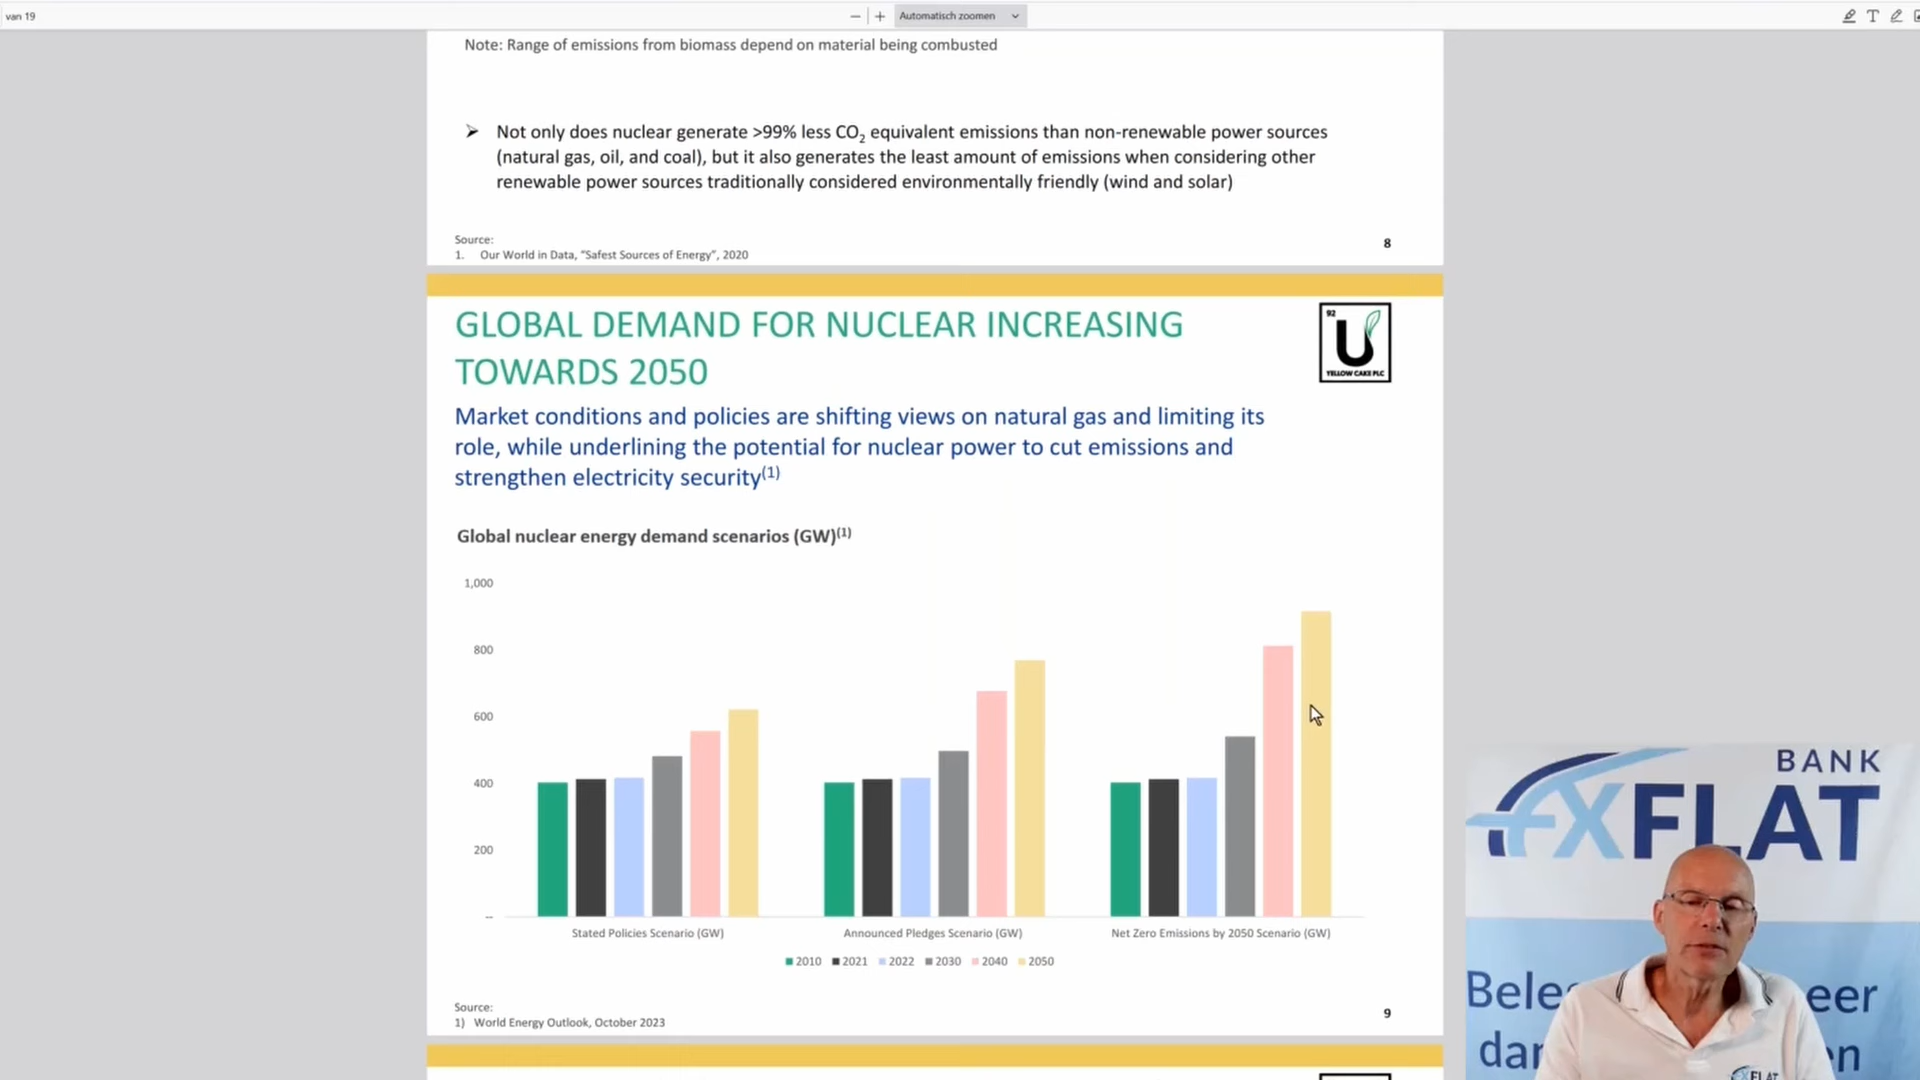 van 19
Automatisch zoomen
Note: Range of emissions from biomass depend on material being combusted
➤ Not only does nuclear generate >99% less CO₂ equivalent emissions than non-renewable power sources
(natural gas, oil, and coal), but it also generates the least amount of emissions when considering other
renewable power sources traditionally considered environmentally friendly (wind and solar)
Source:
1. Our World in Data, "Safest Sources of Energy", 2020
8
GLOBAL DEMAND FOR NUCLEAR INCREASING
TOWARDS 2050
92
U
YELLOW CAKE PLC
Market conditions and policies are shifting views on natural gas and limiting its
role, while underlining the potential for nuclear power to cut emissions and
strengthen electricity security(1)
Global nuclear energy demand scenarios (GW)(1)
1,000
800
600
400
200
--
Stated Policies Scenario (GW)
Announced Pledges Scenario (GW)
Net Zero Emissions by 2050 Scenario (GW)
2010 2021 2022 2030 2040 2050
Source:
1) World Energy Outlook, October 2023
9
BANK
FXFLAT